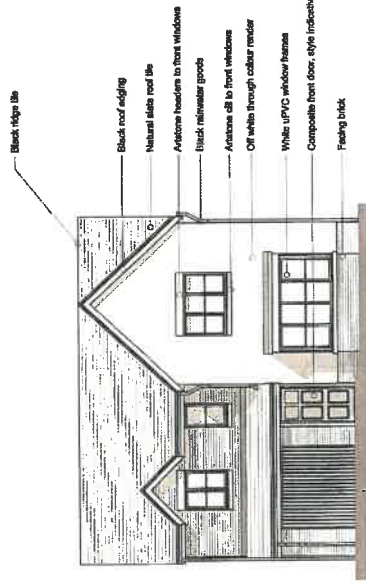 Black ridge tile
Black roof edging
Natural slate roof tile
Artstone headers to front windows
Black rainwater goods
Artstone cill to front windows
Off white through colour render
White uPVC window frames
Composite front door, style indicative
Facing brick